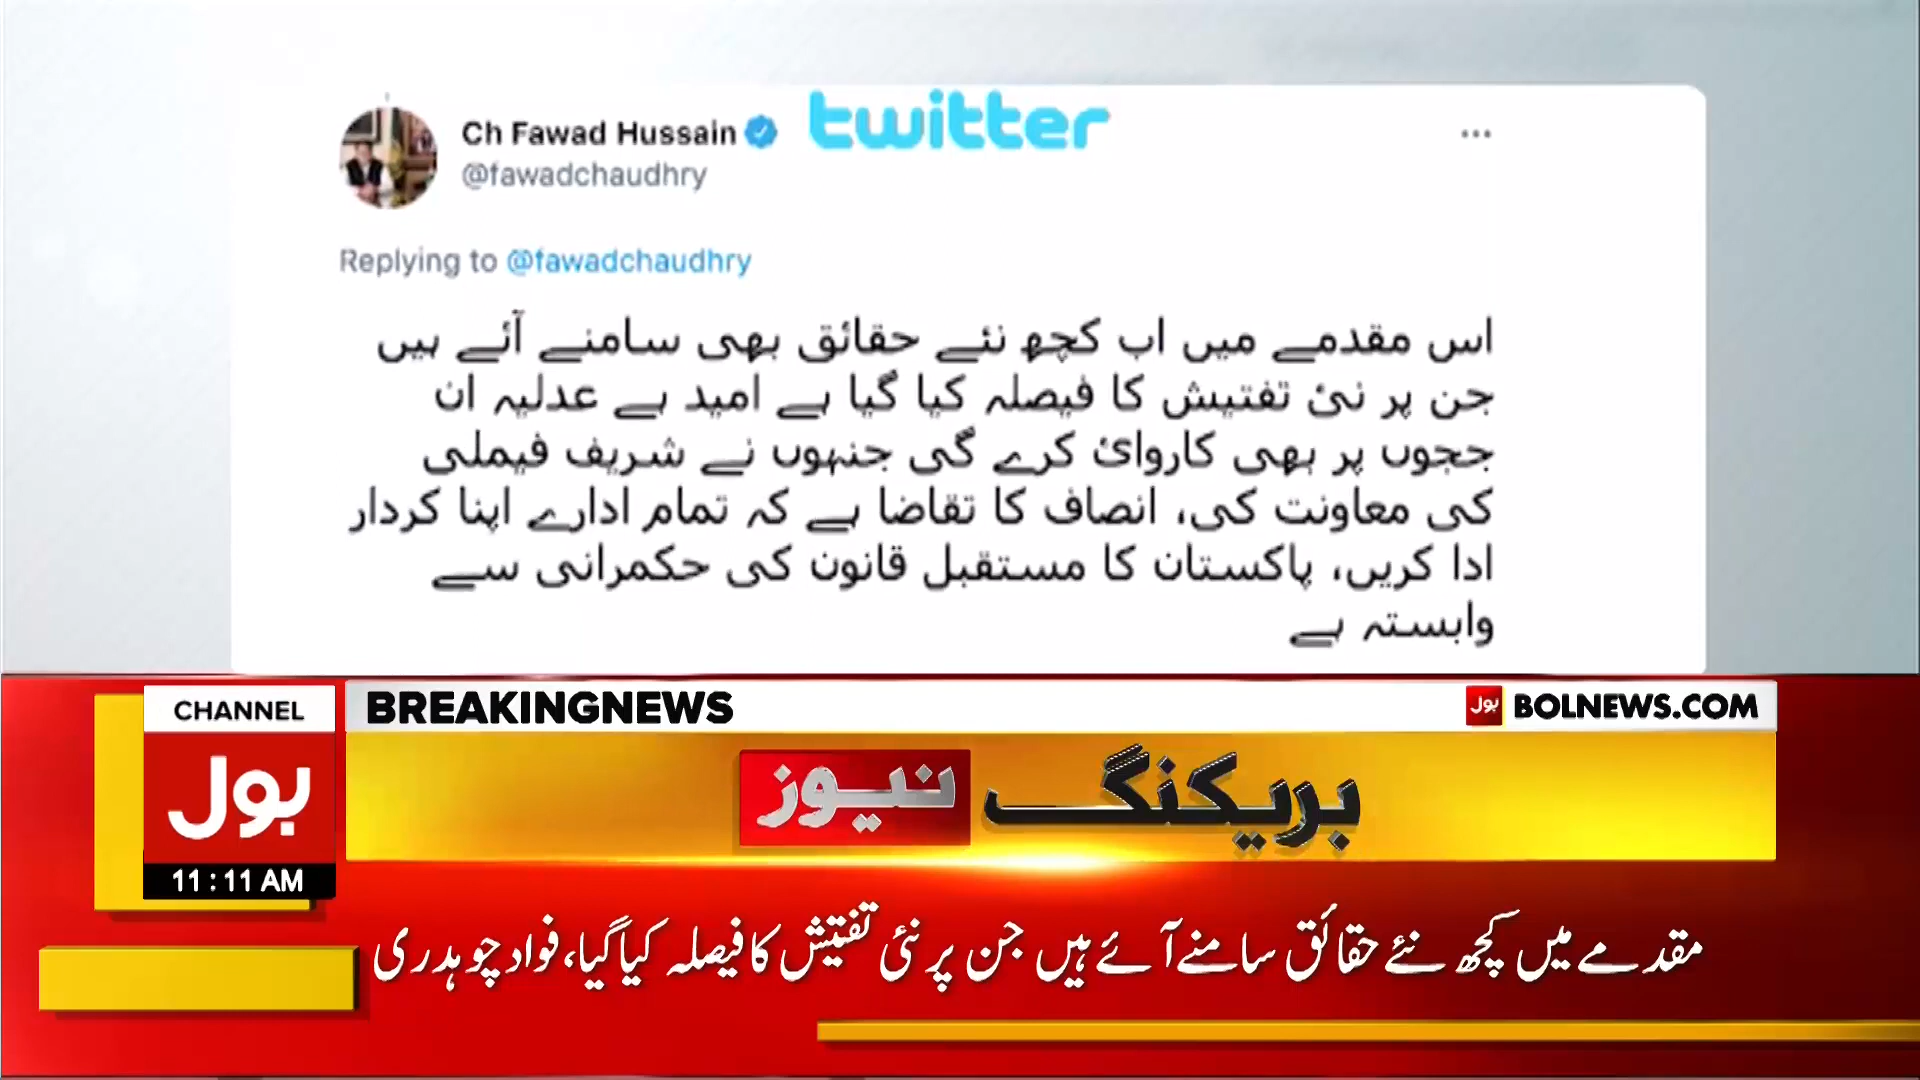 Ch Fawad Hussain
twitter
...
@fawadchaudhry
Replying to @fawadchaudhry
اس مقدمے میں اب کچھ نئے حقائق بھی سامنے آئے ہیں
جن پر نئ تفتیش کا فیصلہ کیا گیا ہے امید ہے عدلیہ ان
ججوں پر بھی کاروائ کرے گی جنہوں نے شریف فیملی
کی معاونت کی، انصاف کا تقاضا ہے کہ تمام ادارے اپنا کردار
ادا کریں، پاکستان کا مستقبل قانون کی حکمرانی سے
وابستہ ہے
CHANNEL
بول
11:11 AM
BREAKINGNEWS
بول BOLNEWS.COM
بریکنگ نیوز
مقدمے میں کچھ نئے حقائق سامنے آئے ہیں جن پر نئی تفتیش کا فیصلہ کیا گیا، فواد چوہدری